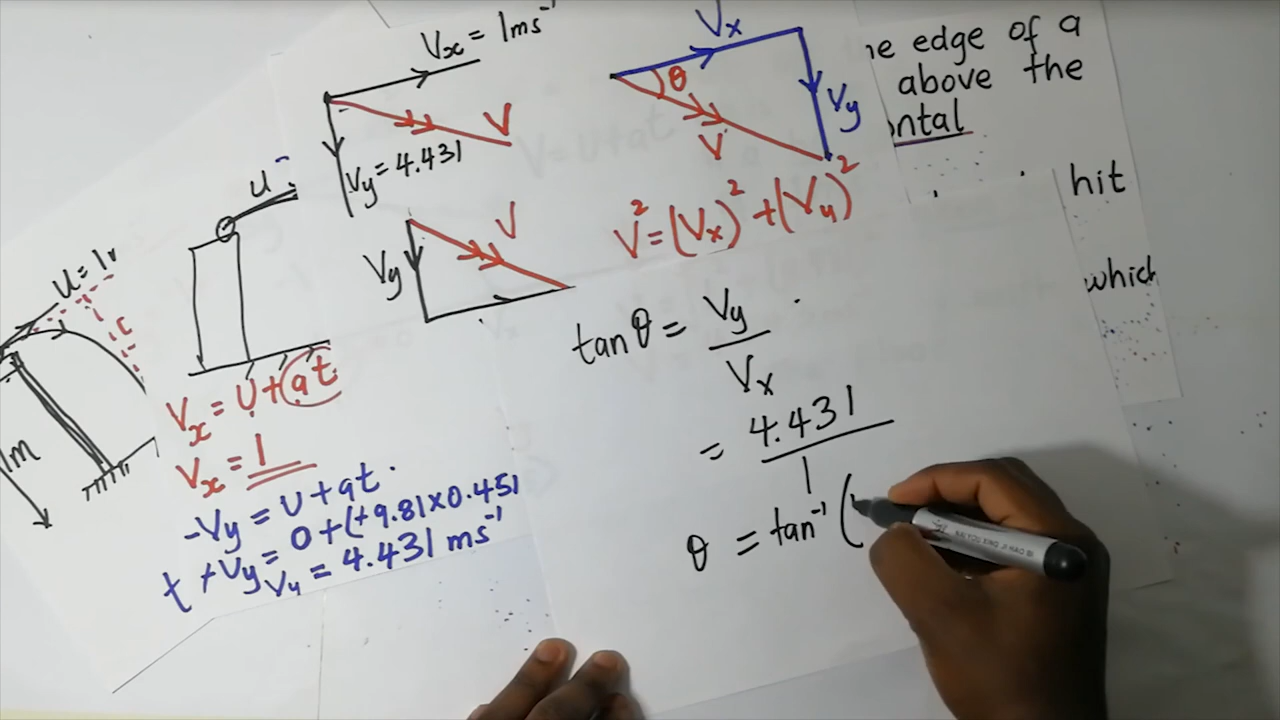 Vx = 1ms⁻
V
Vy = 4.431
Vx
θ
V
Vy
V² = (Vx)² + (Vy)²
he edge of a
above the
ontal
hit
which
u
u = 1
1m
Vy
V
Vx = U + at
Vx = 1
-Vy = U + at
t +Vy = 0 + (+9.81 × 0.451
Vy = 4.431 ms⁻¹
tanθ = Vy / Vx
= 4.431 / 1
θ = tan⁻¹ (